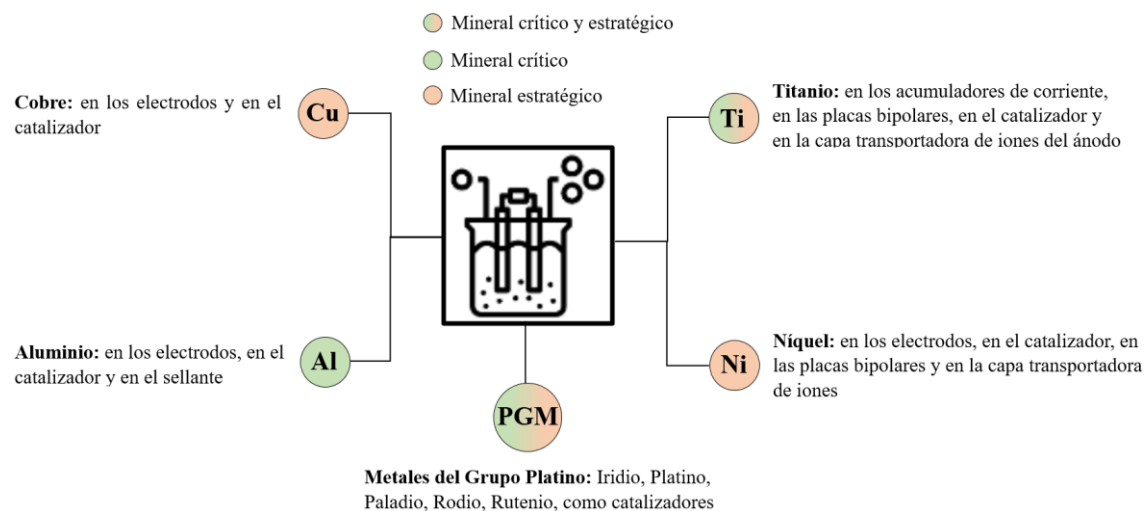 Mineral crítico y estratégico
Mineral crítico
Mineral estratégico
Cobre: en los electrodos y en el
catalizador
Cu
Ti
Titanio: en los acumuladores de corriente,
en las placas bipolares, en el catalizador y
en la capa transportadora de iones del ánodo
Aluminio: en los electrodos, en el
catalizador y en el sellante
Al
Ni
Níquel: en los electrodos, en el catalizador, en
las placas bipolares y en la capa transportadora
de iones
PGM
Metales del Grupo Platino: Iridio, Platino,
Paladio, Rodio, Rutenio, como catalizadores